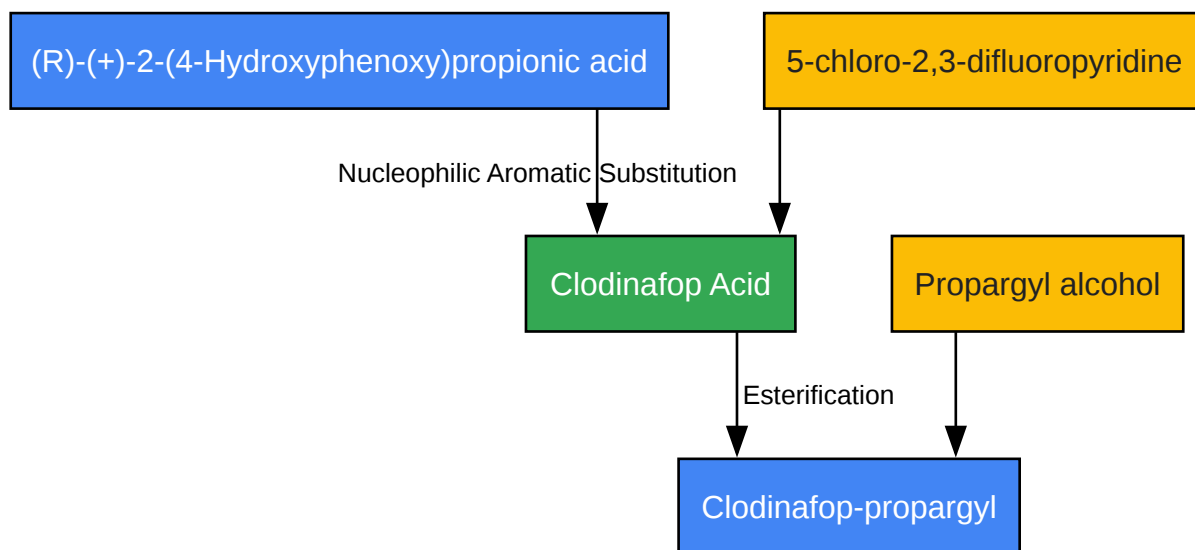 (R)-(+)-2-(4-Hydroxyphenoxy)propionic acid
5-chloro-2,3-difluoropyridine
Nucleophilic Aromatic Substitution
Clodinafop Acid
Propargyl alcohol
Esterification
Clodinafop-propargyl